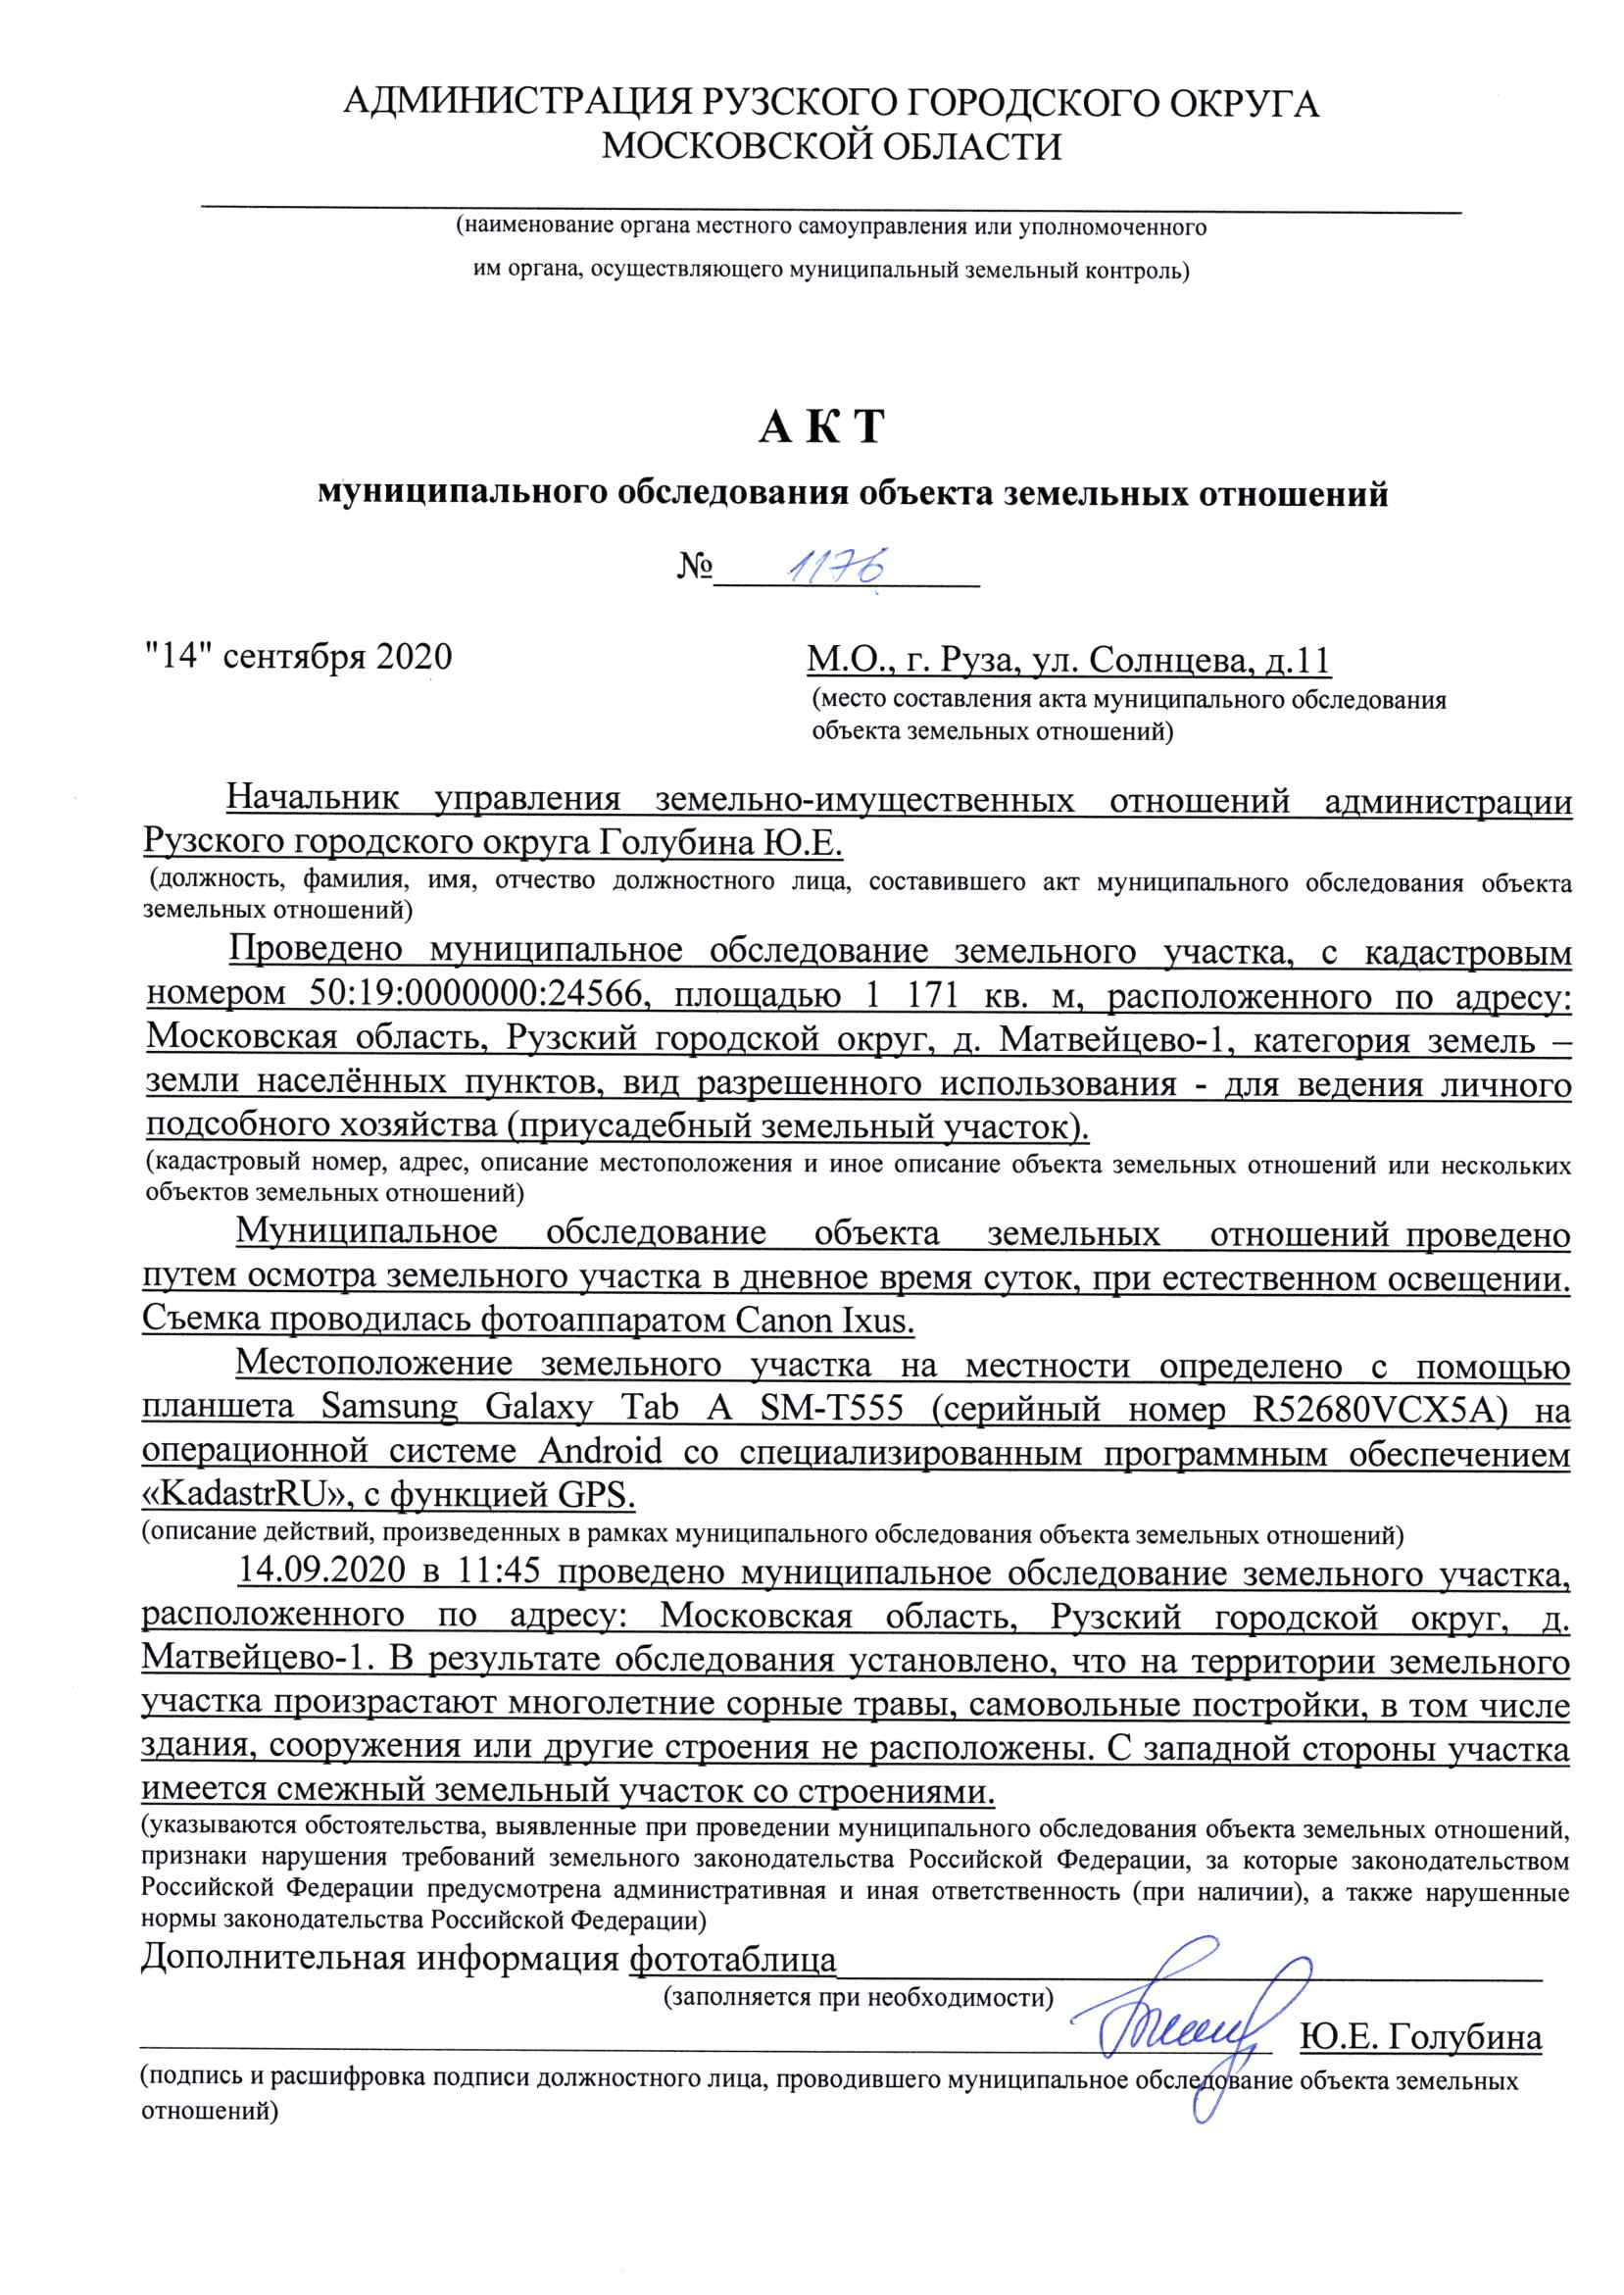 АДМИНИСТРАЦИЯ РУЗСКОГО ГОРОДСКОГО ОКРУГА
МОСКОВСКОЙ ОБЛАСТИ
(наименование органа местного самоуправления или уполномоченного
им органа, осуществляющего муниципальный земельный контроль)
А К Т
муниципального обследования объекта земельных отношений
№ 1176
"14" сентября 2020
М.О., г. Руза, ул. Солнцева, д.11
(место составления акта муниципального обследования
объекта земельных отношений)
Начальник управления земельно-имущественных отношений администрации
Рузского городского округа Голубина Ю.Е.
(должность, фамилия, имя, отчество должностного лица, составившего акт муниципального обследования объекта
земельных отношений)
Проведено муниципальное обследование земельного участка, с кадастровым
номером 50:19:0000000:24566, площадью 1 171 кв. м, расположенного по адресу:
Московская область, Рузский городской округ, д. Матвейцево-1, категория земель –
земли населённых пунктов, вид разрешенного использования - для ведения личного
подсобного хозяйства (приусадебный земельный участок).
(кадастровый номер, адрес, описание местоположения и иное описание объекта земельных отношений или нескольких
объектов земельных отношений)
Муниципальное обследование объекта земельных отношений проведено
путем осмотра земельного участка в дневное время суток, при естественном освещении.
Съемка проводилась фотоаппаратом Canon Ixus.
Местоположение земельного участка на местности определено с помощью
планшета Samsung Galaxy Tab A SM-T555 (серийный номер R52680VCX5A) на
операционной системе Android со специализированным программным обеспечением
«KadastrRU», с функцией GPS.
(описание действий, произведенных в рамках муниципального обследования объекта земельных отношений)
14.09.2020 в 11:45 проведено муниципальное обследование земельного участка,
расположенного по адресу: Московская область, Рузский городской округ, д.
Матвейцево-1. В результате обследования установлено, что на территории земельного
участка произрастают многолетние сорные травы, самовольные постройки, в том числе
здания, сооружения или другие строения не расположены. С западной стороны участка
имеется смежный земельный участок со строениями.
(указываются обстоятельства, выявленные при проведении муниципального обследования объекта земельных отношений,
признаки нарушения требований земельного законодательства Российской Федерации, за которые законодательством
Российской Федерации предусмотрена административная и иная ответственность (при наличии), а также нарушенные
нормы законодательства Российской Федерации)
Дополнительная информация фототаблица
(заполняется при необходимости)
Ю.Е. Голубина
(подпись и расшифровка подписи должностного лица, проводившего муниципальное обследование объекта земельных
отношений)